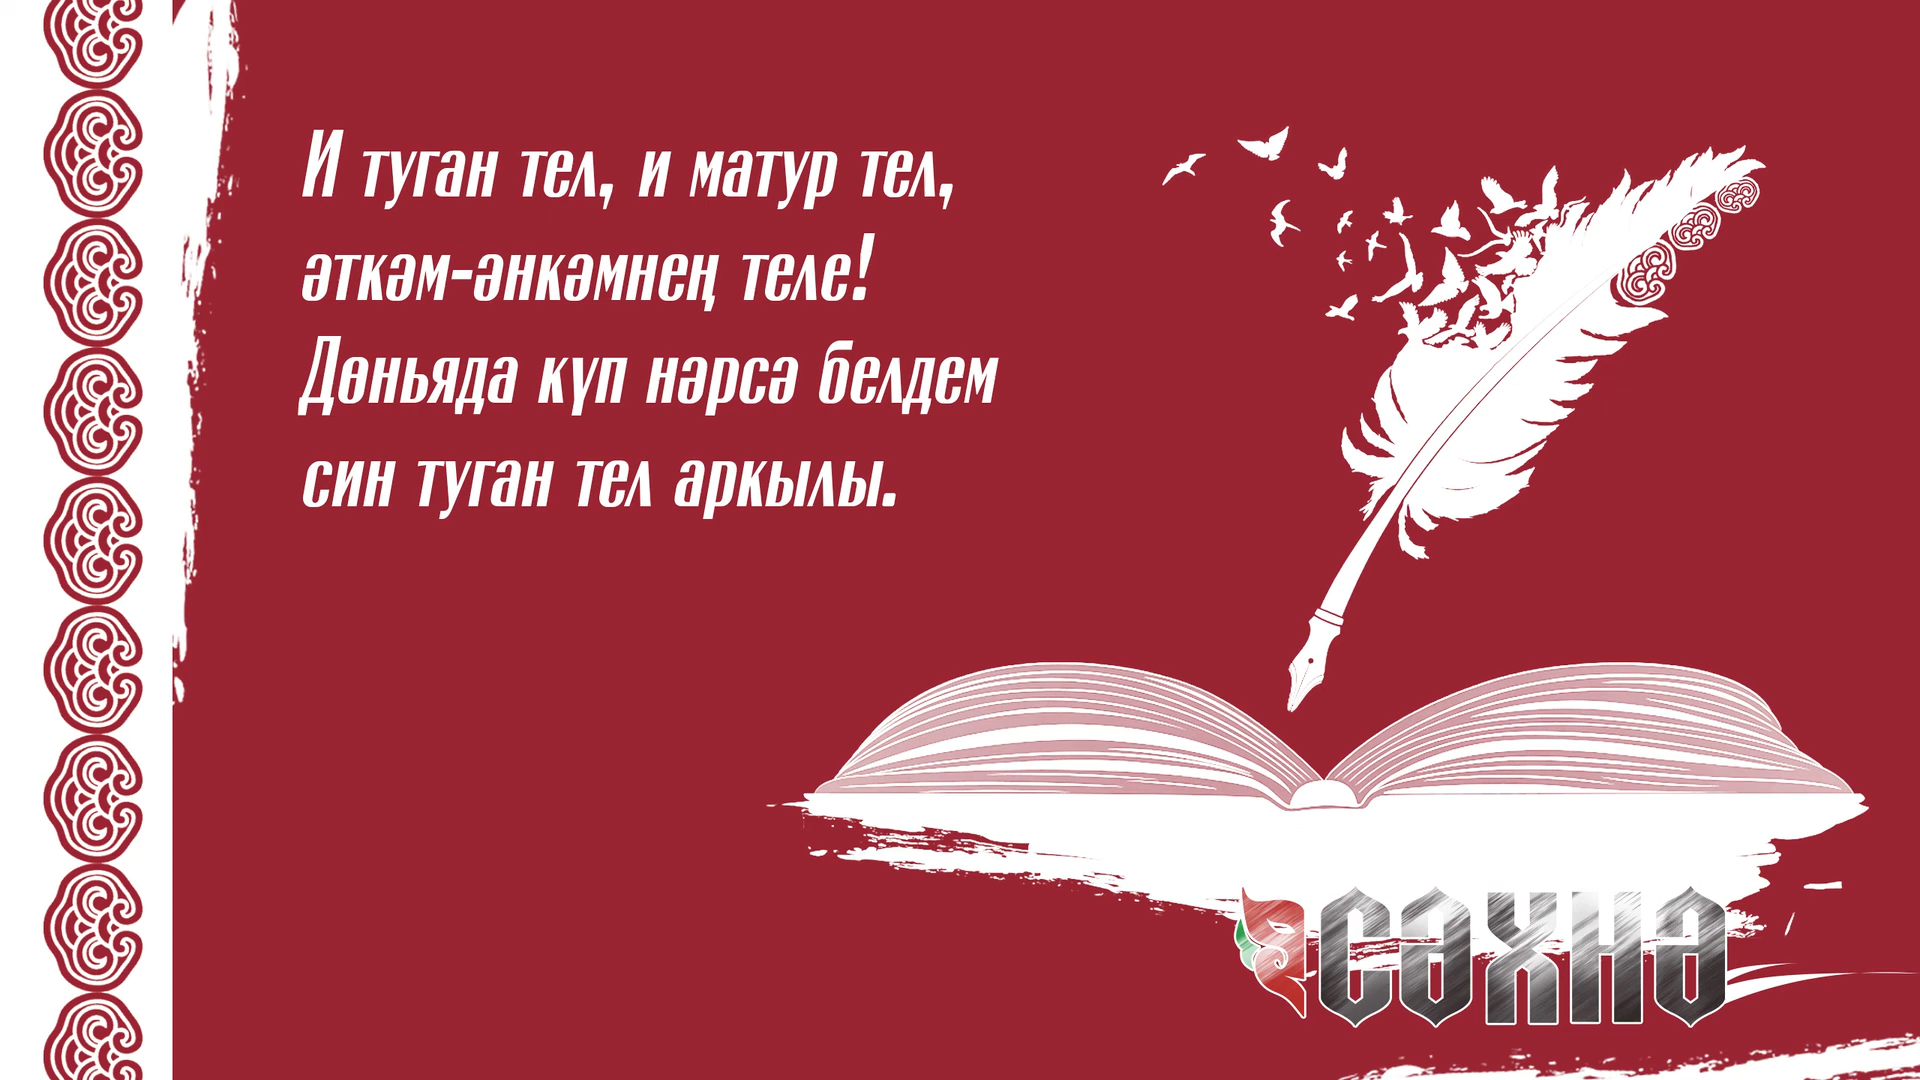 И туган тел, и матур тел,
әткәм-әнкәмнең теле!
Дөньяда күп нәрсә белдем
син туган тел аркылы.
сәхнә